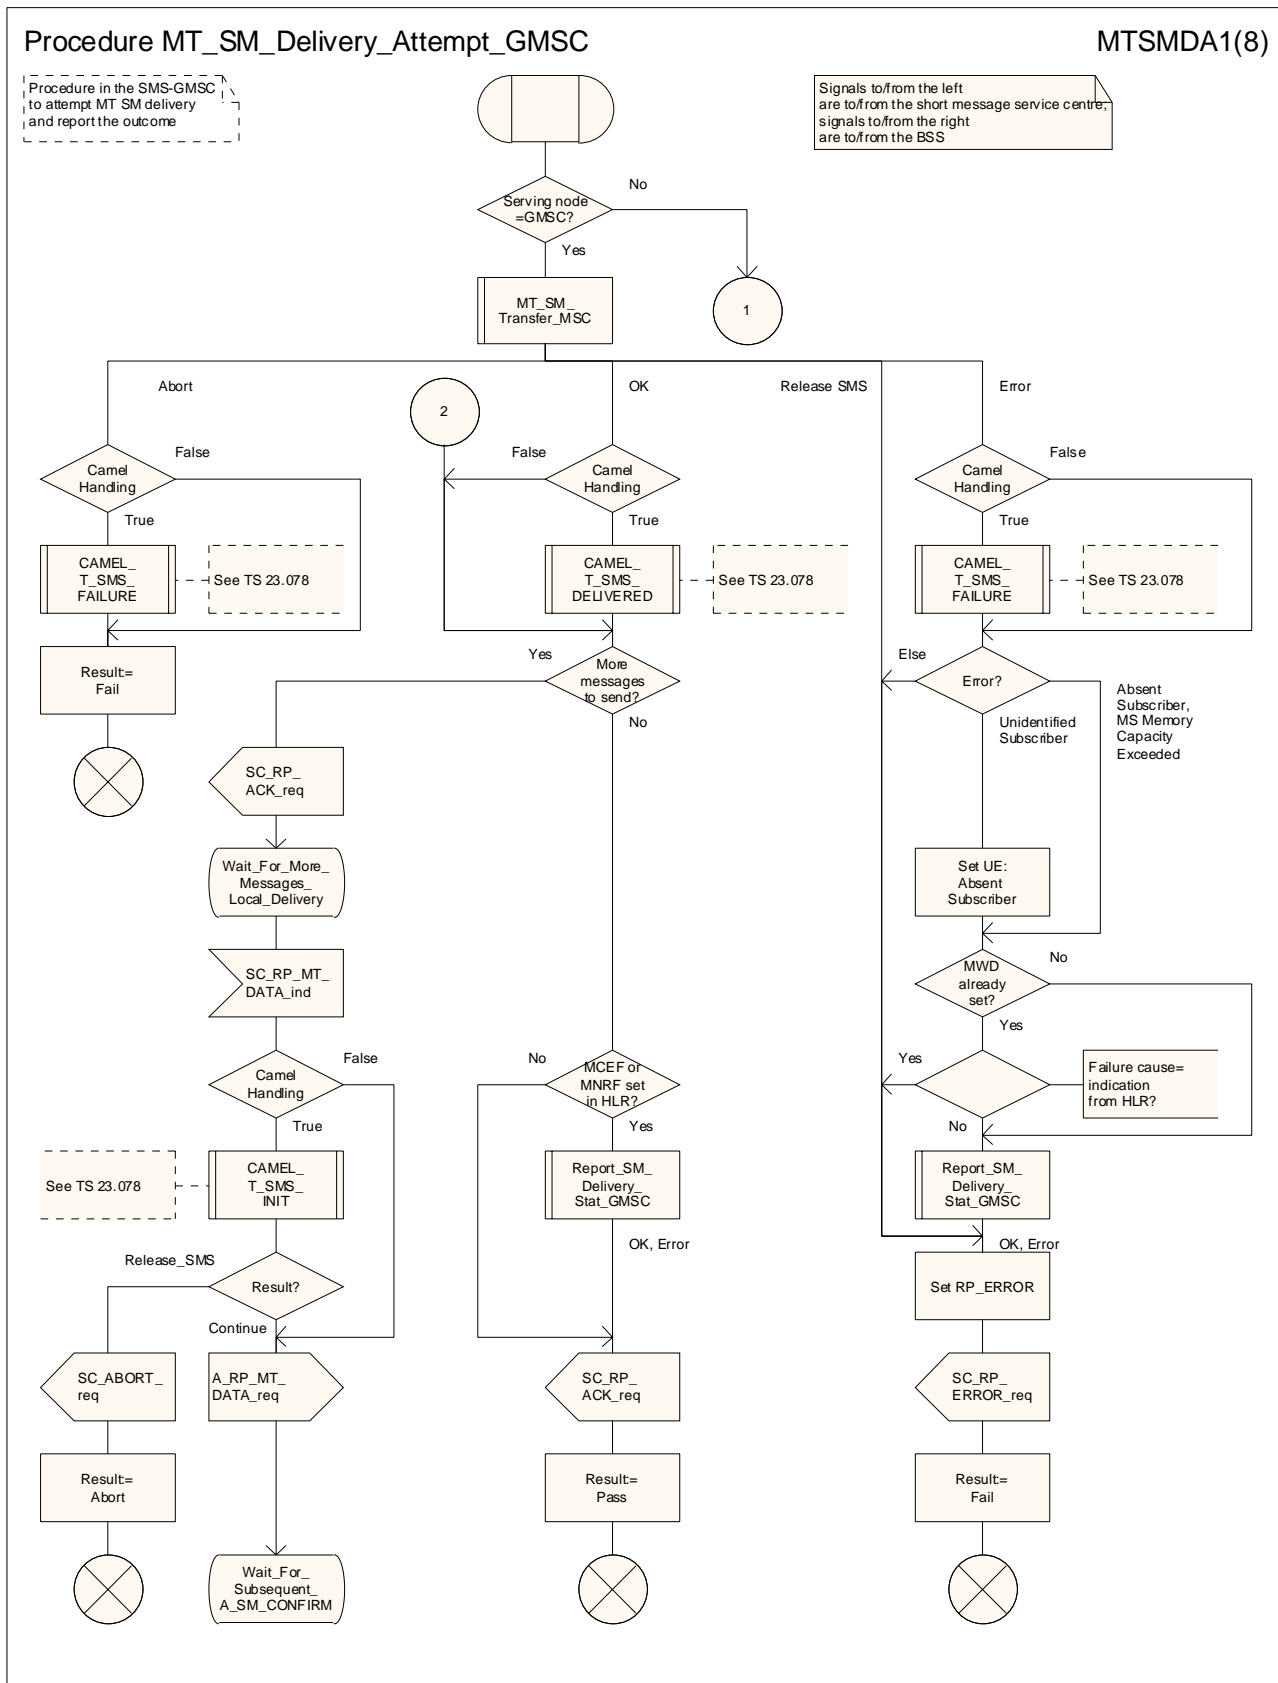 Procedure MT_SM_Delivery_Attempt_GMSC
MTSMDA1(8)
Procedure in the SMS-GMSC
to attempt MT SM delivery
and report the outcome
Signals to/from the left
are to/from the short message service centre;
signals to/from the right
are to/from the BSS
No
Serving node
=GMSC?
Yes
MT_SM_
Transfer_MSC
1
Abort
OK
Release SMS
Error
2
False
Camel
Handling
True
False
Camel
Handling
True
False
Camel
Handling
True
CAMEL_
T_SMS_
FAILURE
See TS 23.078
CAMEL_
T_SMS_
DELIVERED
See TS 23.078
CAMEL_
T_SMS_
FAILURE
See TS 23.078
Result:=
Fail
Yes
More
messages
to send?
No
Else
Error?
Unidentified
Subscriber
Absent
Subscriber,
MS Memory
Capacity
Exceeded
SC_RP_
ACK_req
Wait_For_More_
Messages_
Local_Delivery
Set UE:
Absent
Subscriber
SC_RP_MT_
DATA_ind
MWD
already
set?
No
Yes
False
Camel
Handling
True
No
MCEF or
MNRF set
in HLR?
Yes
Yes
Failure cause=
indication
from HLR?
No
See TS 23.078
CAMEL_
T_SMS_
INIT
Report_SM_
Delivery_
Stat_GMSC
Report_SM_
Delivery_
Stat_GMSC
OK, Error
OK, Error
Release_SMS
Result?
Continue
Set RP_ERROR
SC_ABORT_
req
A_RP_MT_
DATA_req
SC_RP_
ACK_req
SC_RP_
ERROR_req
Result:=
Abort
Result:=
Pass
Result:=
Fail
Wait_For_
Subsequent_
A_SM_CONFIRM